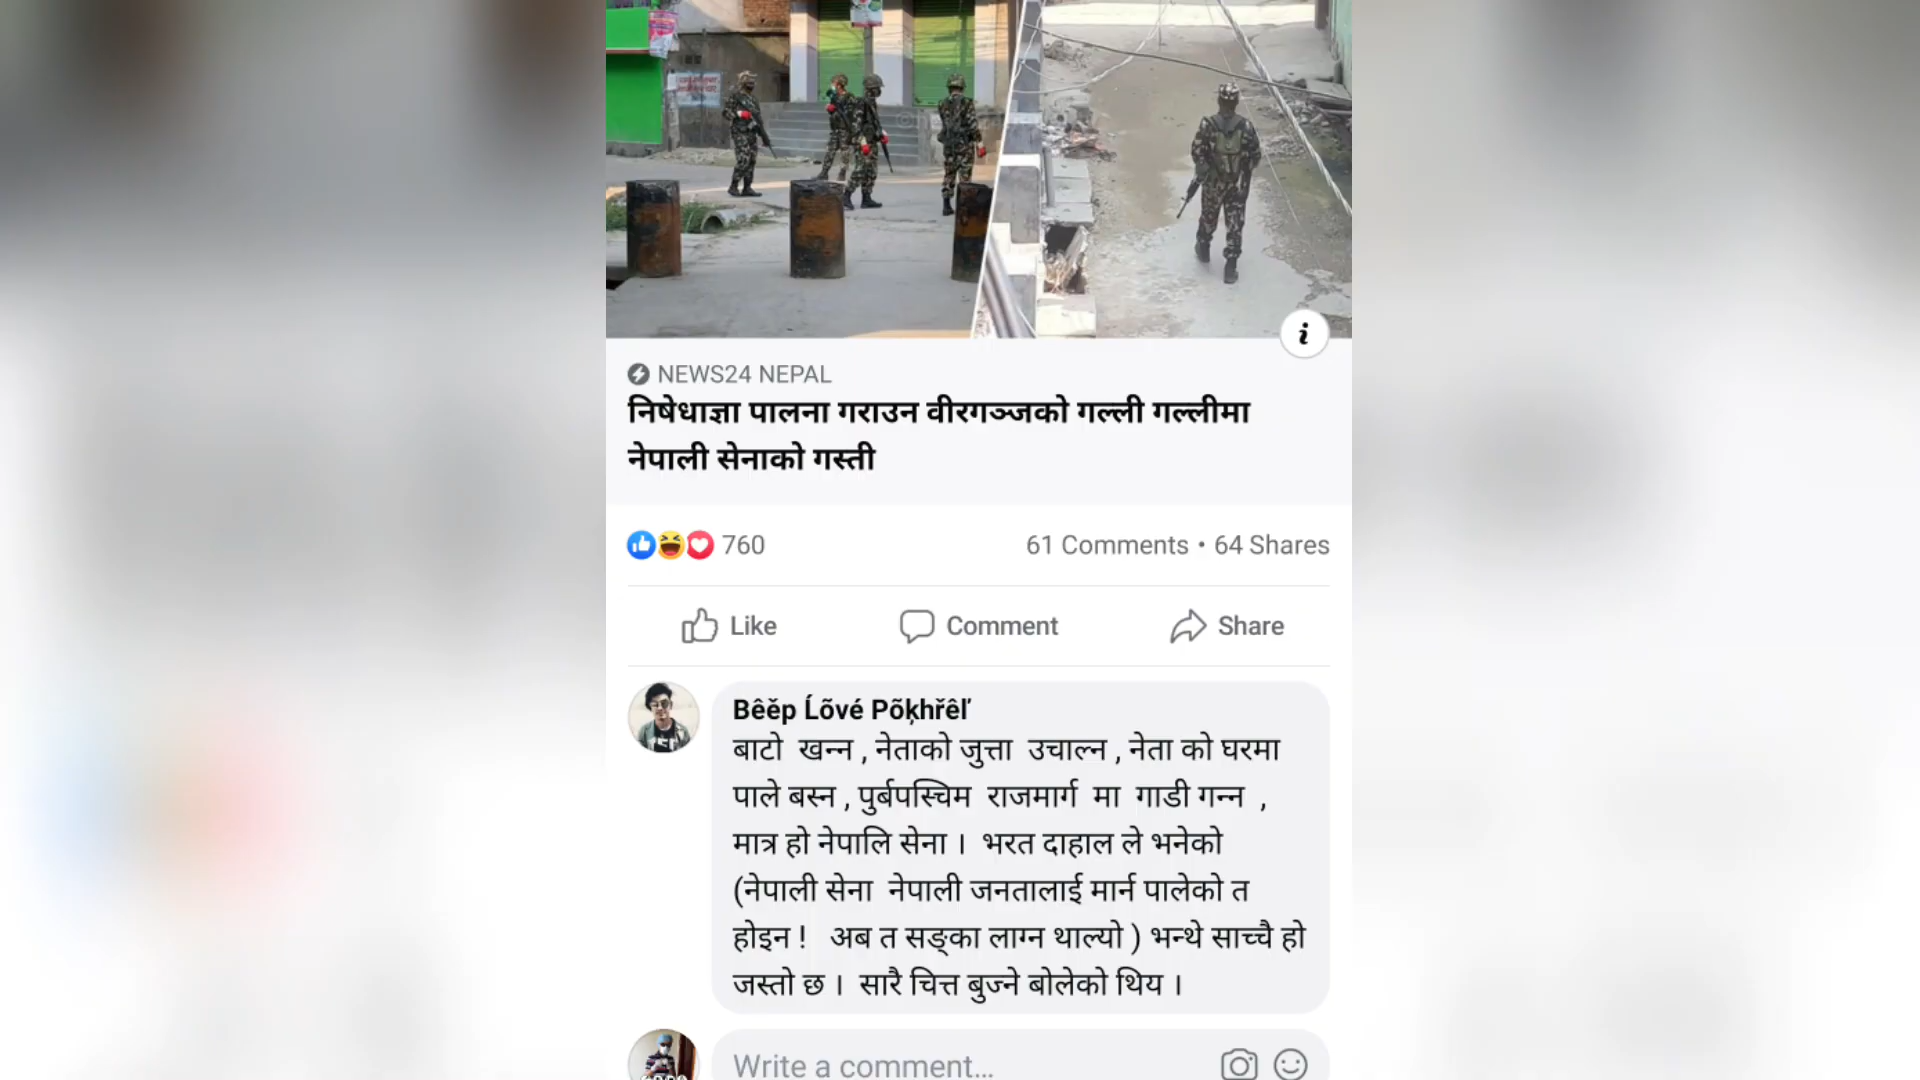 NEWS24 NEPAL
निषेधाज्ञा पालना गराउन वीरगञ्जको गल्ली गल्लीमा
नेपाली सेनाको गस्ती
760
61 Comments • 64 Shares
Like
Comment
Share
Bêěp Ĺõvé Põķhřêľ
बाटो खन्न , नेताको जुत्ता उचाल्न , नेता को घरमा
पाले बस्न , पुर्बपस्चिम राजमार्ग मा गाडी गन्न ,
मात्र हो नेपालि सेना । भरत दाहाल ले भनेको
(नेपाली सेना नेपाली जनतालाई मार्न पालेको त
होइन ! अब त सङ्का लाग्न थाल्यो ) भन्थे साच्चै हो
जस्तो छ । सारै चित्त बुज्ने बोलेको थिय ।
Write a comment...